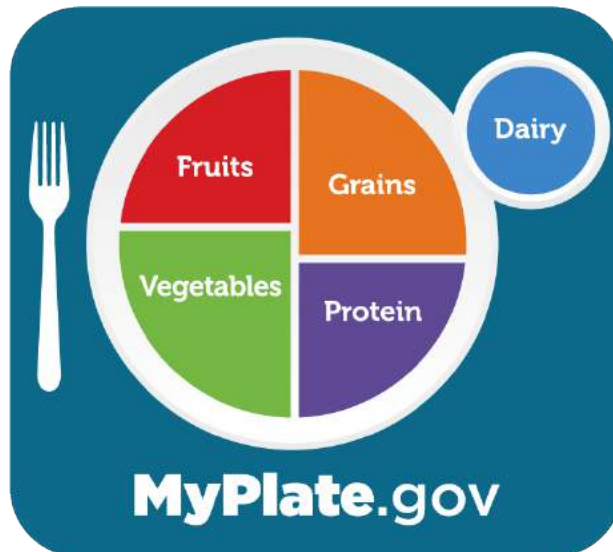 Fruits
Grains
Dairy
Vegetables
Protein
MyPlate.gov